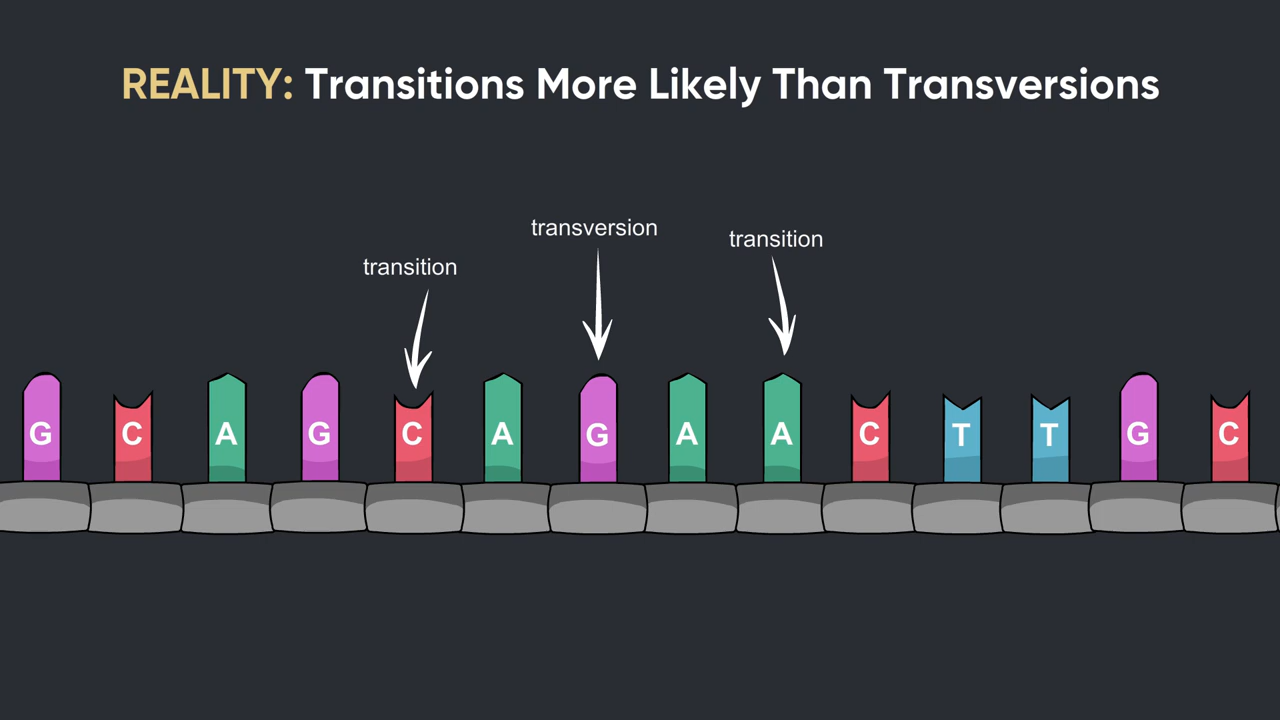 REALITY: Transitions More Likely Than Transversions
transversion
transition
transition
G C A G C A G A A C T T G C